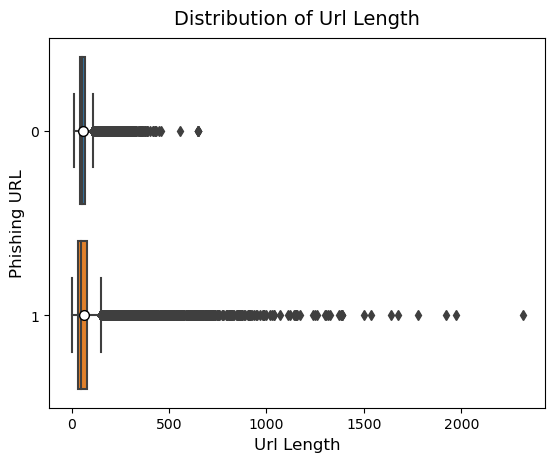 Distribution of Url Length
Phishing URL
0
1
0 500 1000 1500 2000
Url Length